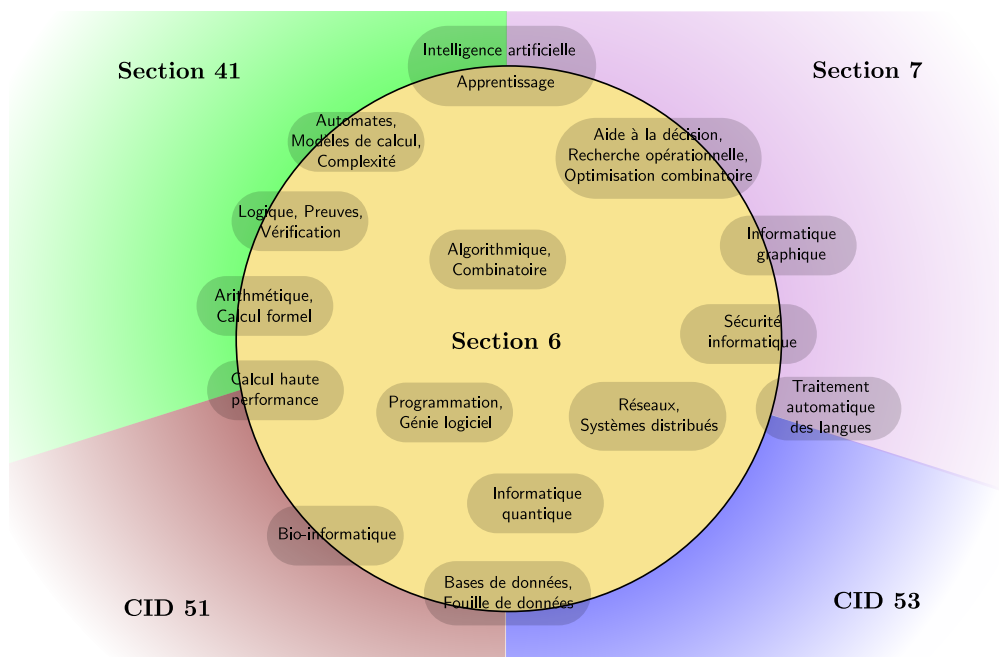 Intelligence artificielle
Apprentissage
Section 41
Section 7
Automates,
Modèles de calcul,
Complexité
Aide à la décision,
Recherche opérationnelle,
Optimisation combinatoire
Logique, Preuves,
Vérification
Algorithmique,
Combinatoire
Informatique
graphique
Arithmétique,
Calcul formel
Section 6
Sécurité
informatique
Calcul haute
performance
Programmation,
Génie logiciel
Réseaux,
Systèmes distribués
Traitement
automatique
des langues
Informatique
quantique
Bio-informatique
Bases de données,
Fouille de données
CID 51
CID 53